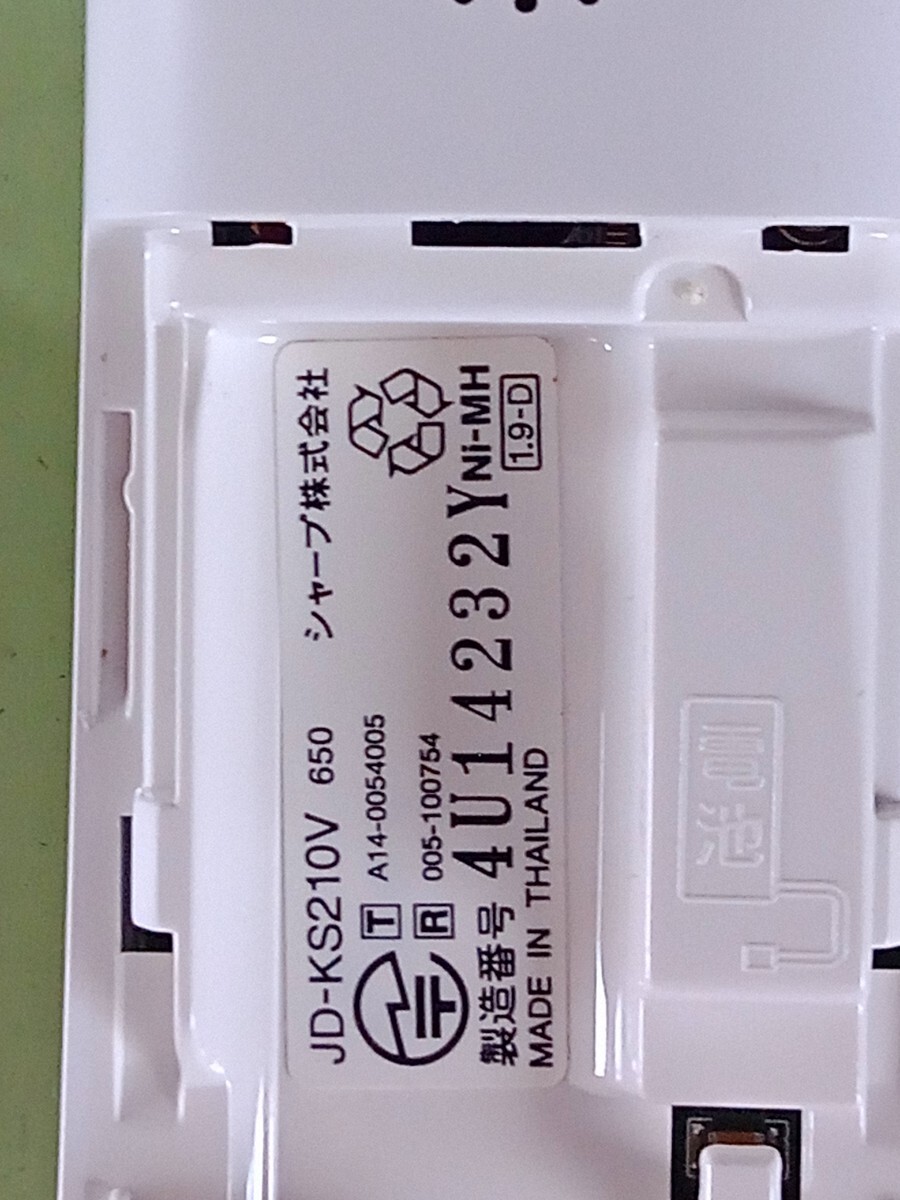 JD-KS210V 650 シャープ株式会社
T A14-0054005
R 005-100754
製造番号 4U14232Y Ni-MH
MADE IN THAILAND 1.9-D
電池